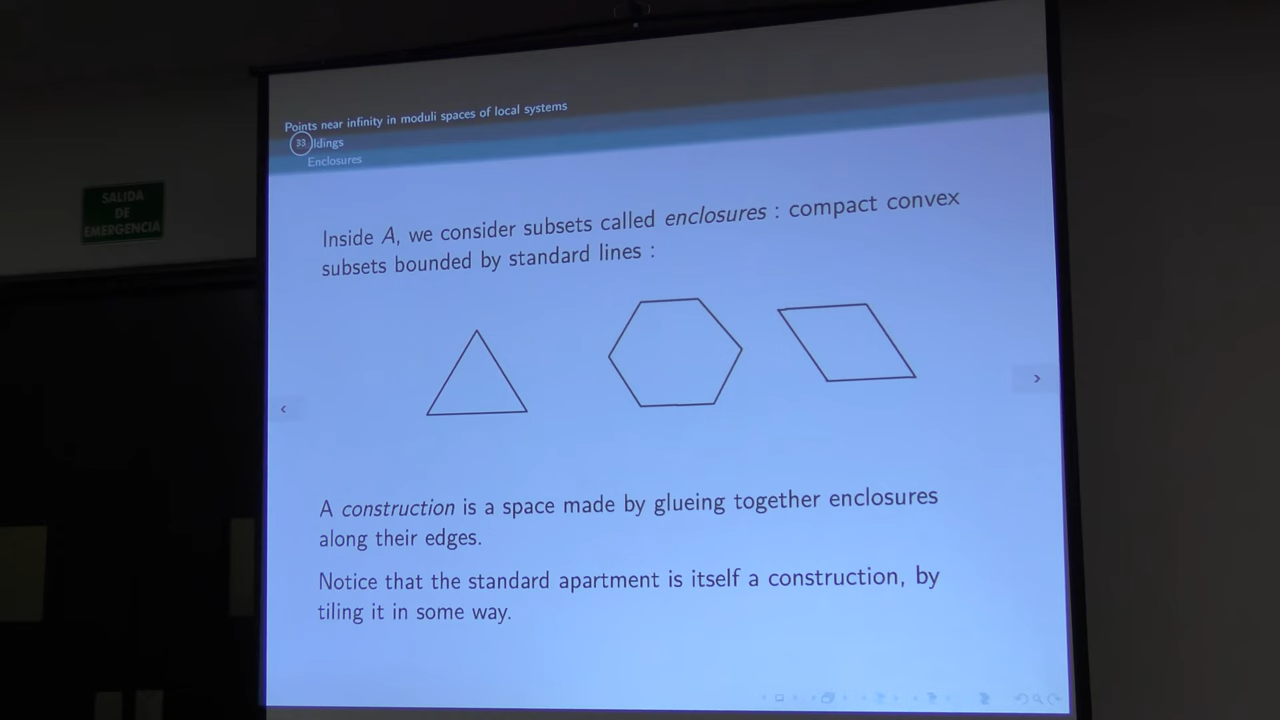 Points near infinity in moduli spaces of local systems
33 ldings
Enclosures
SALIDA
DE
EMERGENCIA
Inside A, we consider subsets called enclosures : compact convex
subsets bounded by standard lines :
A construction is a space made by glueing together enclosures
along their edges.
Notice that the standard apartment is itself a construction, by
tiling it in some way.